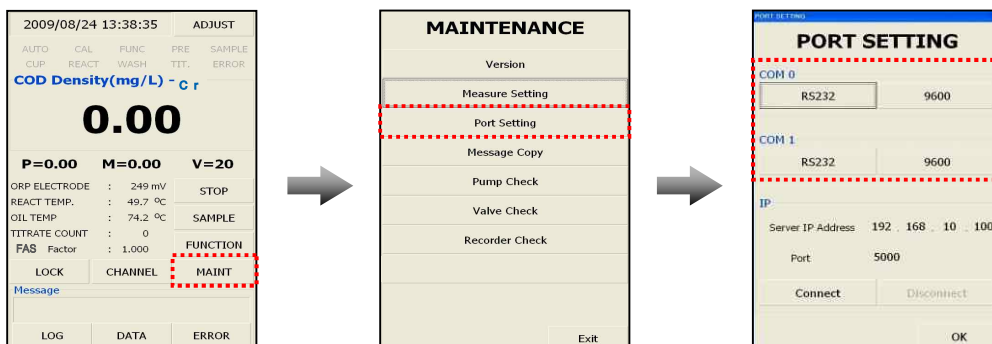 2009/08/24 13:38:35 ADJUST
AUTO CAL FUNC PRE SAMPLE
CUP REACT WASH TIT. ERROR
COD Density(mg/L) - C r
0.00
P=0.00 M=0.00 V=20
ORP ELECTRODE : 249 mV
REACT TEMP. : 49.7 ºC
STOP
OIL TEMP : 74.2 ºC
SAMPLE
TITRATE COUNT : 0
FAS Factor : 1.000
FUNCTION
LOCK CHANNEL MAINT
Message
LOG DATA ERROR
MAINTENANCE
Version
Measure Setting
Port Setting
Message Copy
Pump Check
Valve Check
Recorder Check
Exit
PORT SETTING
PORT SETTING
COM 0
RS232 9600
COM 1
RS232 9600
IP
Server IP Address 192 . 168 . 10 . 100
Port 5000
Connect Disconnect
OK